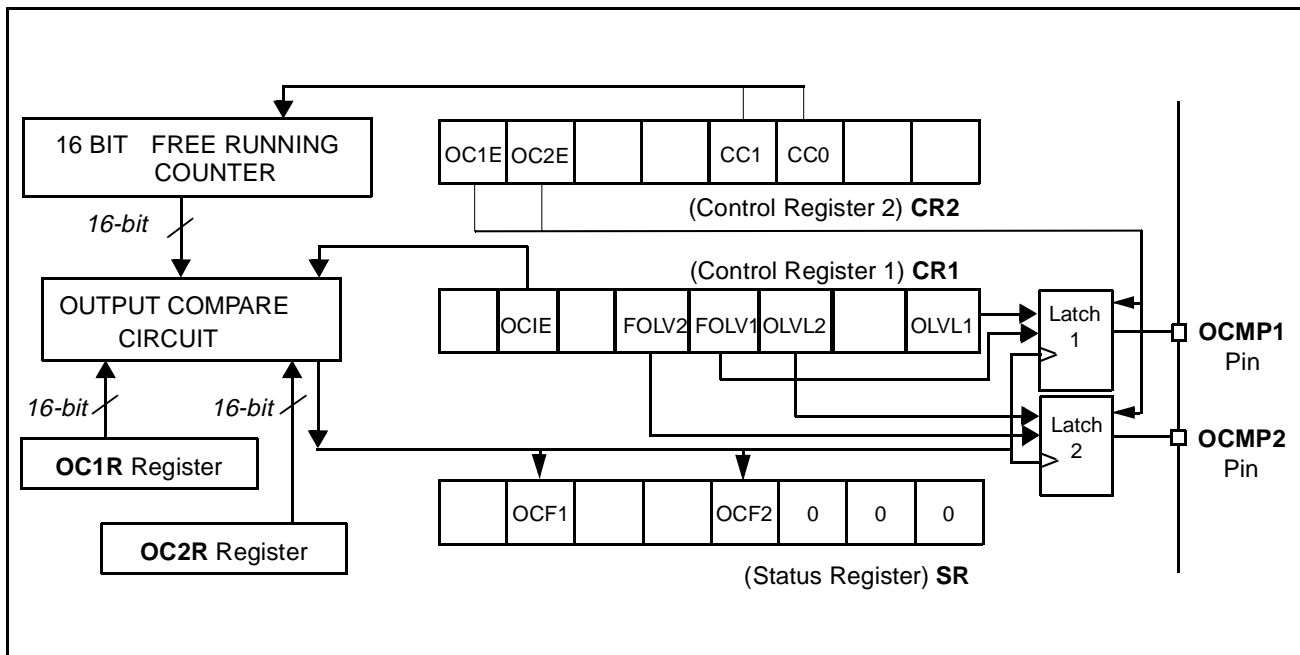 16 BIT FREE RUNNING
COUNTER
OC1E OC2E CC1 CC0
(Control Register 2) CR2
16-bit
(Control Register 1) CR1
OUTPUT COMPARE
CIRCUIT
OCIE FOLV2 FOLV1 OLVL2 OLVL1
Latch
1
OCMP1
Pin
16-bit 16-bit
Latch
2
OCMP2
Pin
OC1R Register
OCF1 OCF2 0 0 0
OC2R Register
(Status Register) SR